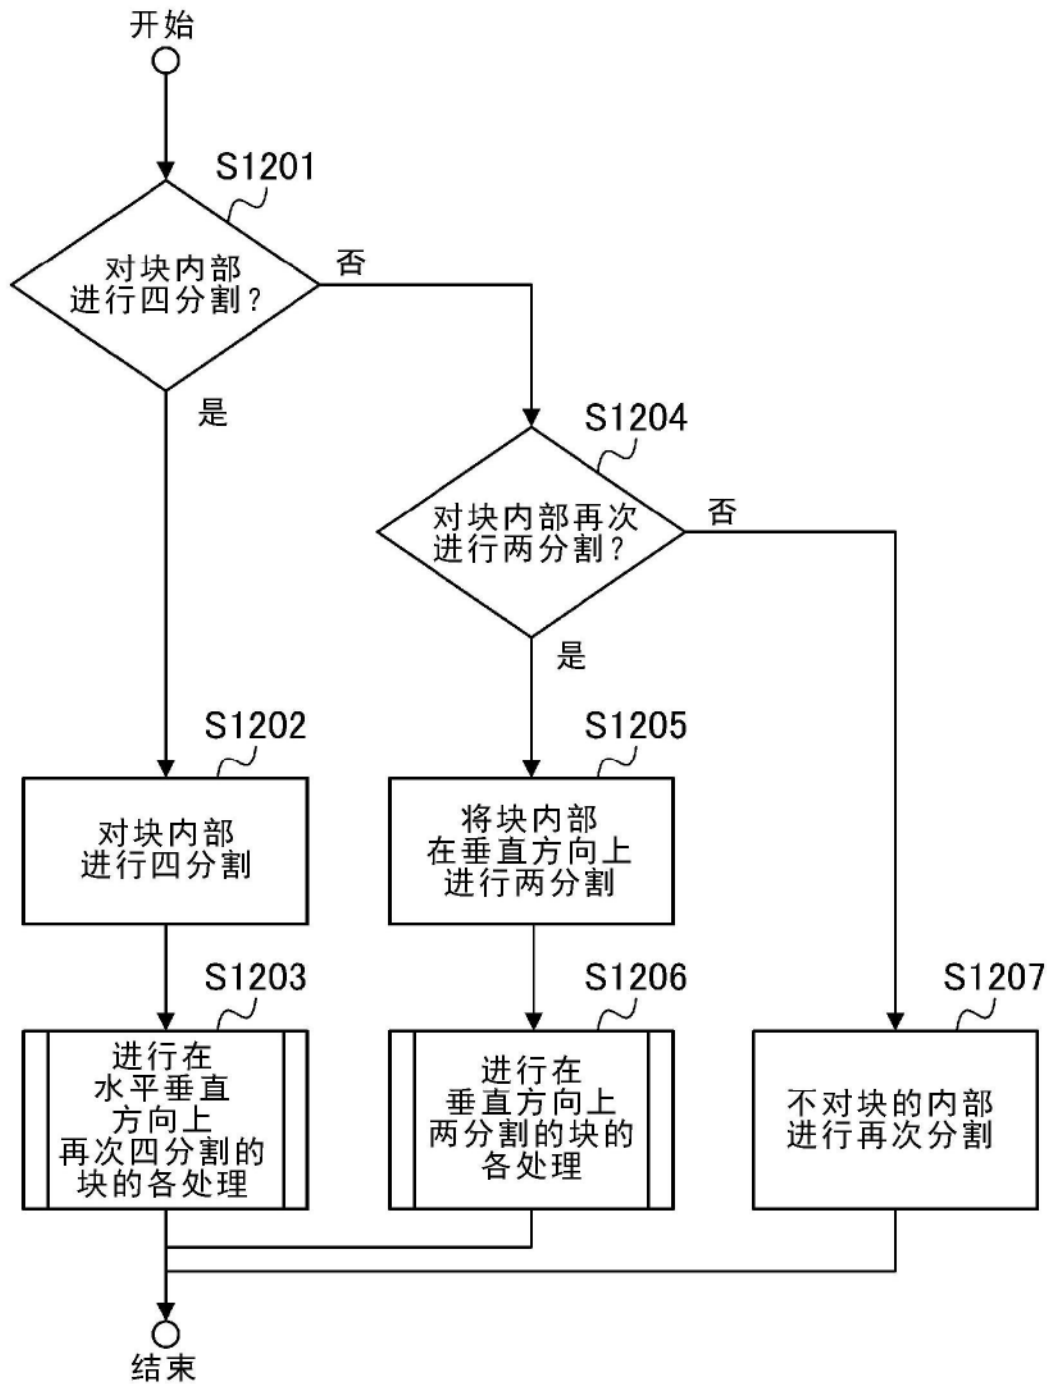 开始
S1201
对块内部
进行四分割?
否
是
S1204
对块内部再次
进行两分割?
否
是
S1202
对块内部
进行四分割
S1205
将块内部
在垂直方向上
进行两分割
S1203
进行在
水平垂直
方向上
再次四分割的
块的各处理
S1206
进行在
垂直方向上
两分割的块的
各处理
S1207
不对块的内部
进行再次分割
结束